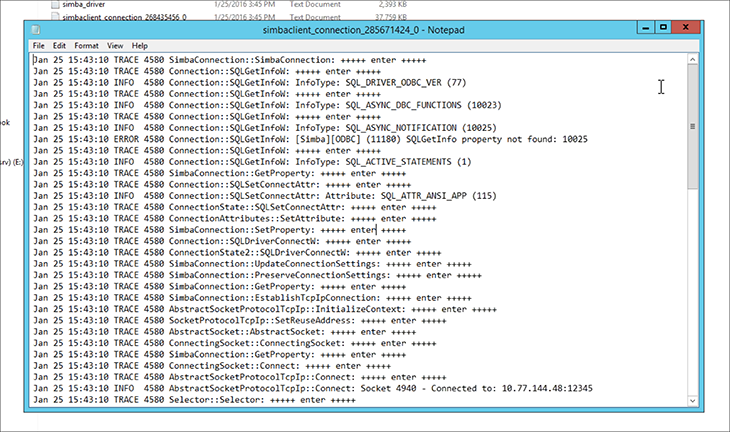 simba_driver 1/25/2016 3:45 PM Text Document 2,393 KB
simbaclient_connection_268435456_0 1/25/2016 3:45 PM Text Document 37,759 KB
simbaclient_connection_285671424_0 - Notepad
File Edit Format View Help
Jan 25 15:43:10 TRACE 4580 SimbaConnection::SimbaConnection: +++++ enter +++++
Jan 25 15:43:10 TRACE 4580 Connection::SQLGetInfoW: +++++ enter +++++
Jan 25 15:43:10 INFO 4580 Connection::SQLGetInfoW: InfoType: SQL_DRIVER_ODBC_VER (77)
Jan 25 15:43:10 TRACE 4580 Connection::SQLGetInfoW: +++++ enter +++++
Jan 25 15:43:10 INFO 4580 Connection::SQLGetInfoW: InfoType: SQL_ASYNC_DBC_FUNCTIONS (10023)
Jan 25 15:43:10 TRACE 4580 Connection::SQLGetInfoW: +++++ enter +++++
Jan 25 15:43:10 INFO 4580 Connection::SQLGetInfoW: InfoType: SQL_ASYNC_NOTIFICATION (10025)
Jan 25 15:43:10 ERROR 4580 Connection::SQLGetInfoW: [Simba][ODBC] (11180) SQLGetInfo property not found: 10025
Jan 25 15:43:10 TRACE 4580 Connection::SQLGetInfoW: +++++ enter +++++
Jan 25 15:43:10 INFO 4580 Connection::SQLGetInfoW: InfoType: SQL_ACTIVE_STATEMENTS (1)
Jan 25 15:43:10 TRACE 4580 SimbaConnection::GetProperty: +++++ enter +++++
Jan 25 15:43:10 TRACE 4580 Connection::SQLSetConnectAttr: +++++ enter +++++
Jan 25 15:43:10 INFO 4580 Connection::SQLSetConnectAttr: Attribute: SQL_ATTR_ANSI_APP (115)
Jan 25 15:43:10 TRACE 4580 ConnectionState::SQLSetConnectAttr: +++++ enter +++++
Jan 25 15:43:10 TRACE 4580 ConnectionAttributes::SetAttribute: +++++ enter +++++
Jan 25 15:43:10 TRACE 4580 SimbaConnection::SetProperty: +++++ enter +++++
Jan 25 15:43:10 TRACE 4580 Connection::SQLDriverConnectW: +++++ enter +++++
Jan 25 15:43:10 TRACE 4580 ConnectionState2::SQLDriverConnectW: +++++ enter +++++
Jan 25 15:43:10 TRACE 4580 SimbaConnection::UpdateConnectionSettings: +++++ enter +++++
Jan 25 15:43:10 TRACE 4580 SimbaConnection::PreserveConnectionSettings: +++++ enter +++++
Jan 25 15:43:10 TRACE 4580 SimbaConnection::GetProperty: +++++ enter +++++
Jan 25 15:43:10 TRACE 4580 SimbaConnection::EstablishTcpIpConnection: +++++ enter +++++
Jan 25 15:43:10 TRACE 4580 AbstractSocketProtocolTcpIp::InitializeContext: +++++ enter +++++
Jan 25 15:43:10 TRACE 4580 SocketProtocolTcpIp::SetReuseAddress: +++++ enter +++++
Jan 25 15:43:10 TRACE 4580 AbstractSocket::AbstractSocket: +++++ enter +++++
Jan 25 15:43:10 TRACE 4580 ConnectingSocket::ConnectingSocket: +++++ enter +++++
Jan 25 15:43:10 TRACE 4580 SimbaConnection::GetProperty: +++++ enter +++++
Jan 25 15:43:10 TRACE 4580 ConnectingSocket::Connect: +++++ enter +++++
Jan 25 15:43:10 TRACE 4580 AbstractSocketProtocolTcpIp::Connect: +++++ enter +++++
Jan 25 15:43:10 INFO 4580 AbstractSocketProtocolTcpIp::Connect: Socket 4940 - Connected to: 10.77.144.48:12345
Jan 25 15:43:10 TRACE 4580 Selector::Selector: +++++ enter +++++
ook
srv) (E:)